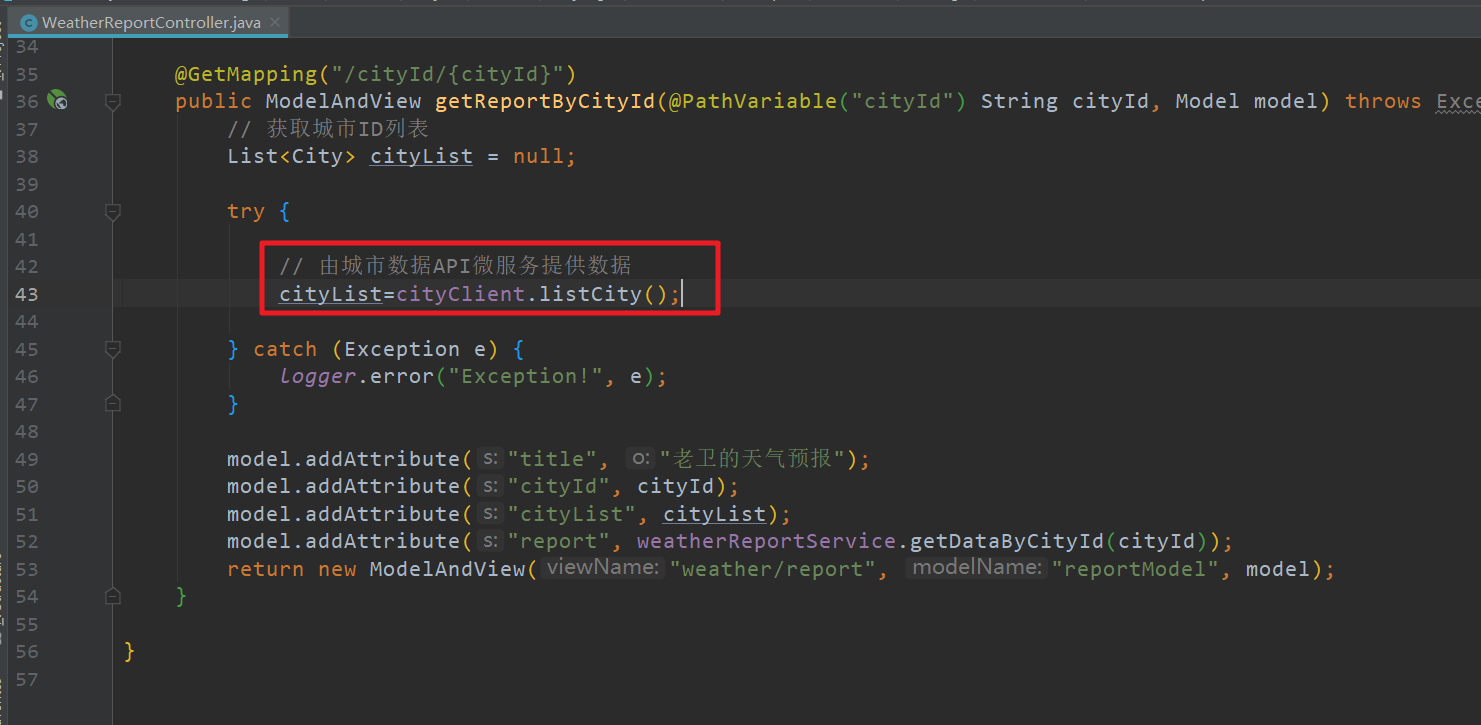 WeatherReportController.java
34
35 @GetMapping("/cityId/{cityId}")
36 public ModelAndView getReportByCityId(@PathVariable("cityId") String cityId, Model model) throws Exce
37 // 获取城市ID列表
38 List<City> cityList = null;
39
40 try {
41
42 // 由城市数据API微服务提供数据
43 cityList=cityClient.listCity();
44
45 } catch (Exception e) {
46 logger.error("Exception!", e);
47 }
48
49 model.addAttribute( s: "title", o: "老卫的天气预报");
50 model.addAttribute( s: "cityId", cityId);
51 model.addAttribute( s: "cityList", cityList);
52 model.addAttribute( s: "report", weatherReportService.getDataByCityId(cityId));
53 return new ModelAndView( viewName: "weather/report", modelName: "reportModel", model);
54 }
55
56 }
57